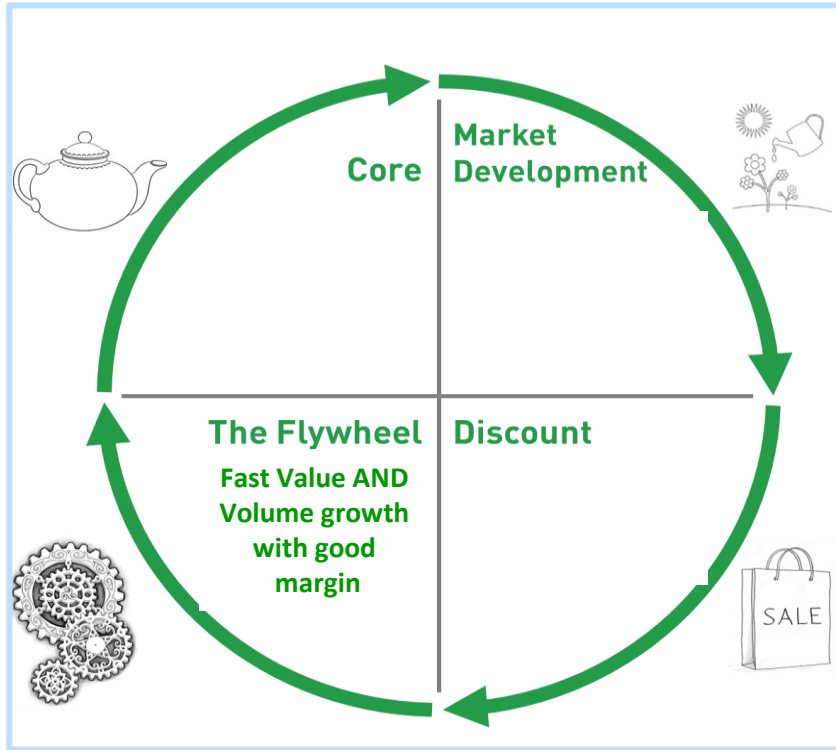 Core
Market
Development
The Flywheel
Fast Value AND
Volume growth
with good
margin
Discount
SALE